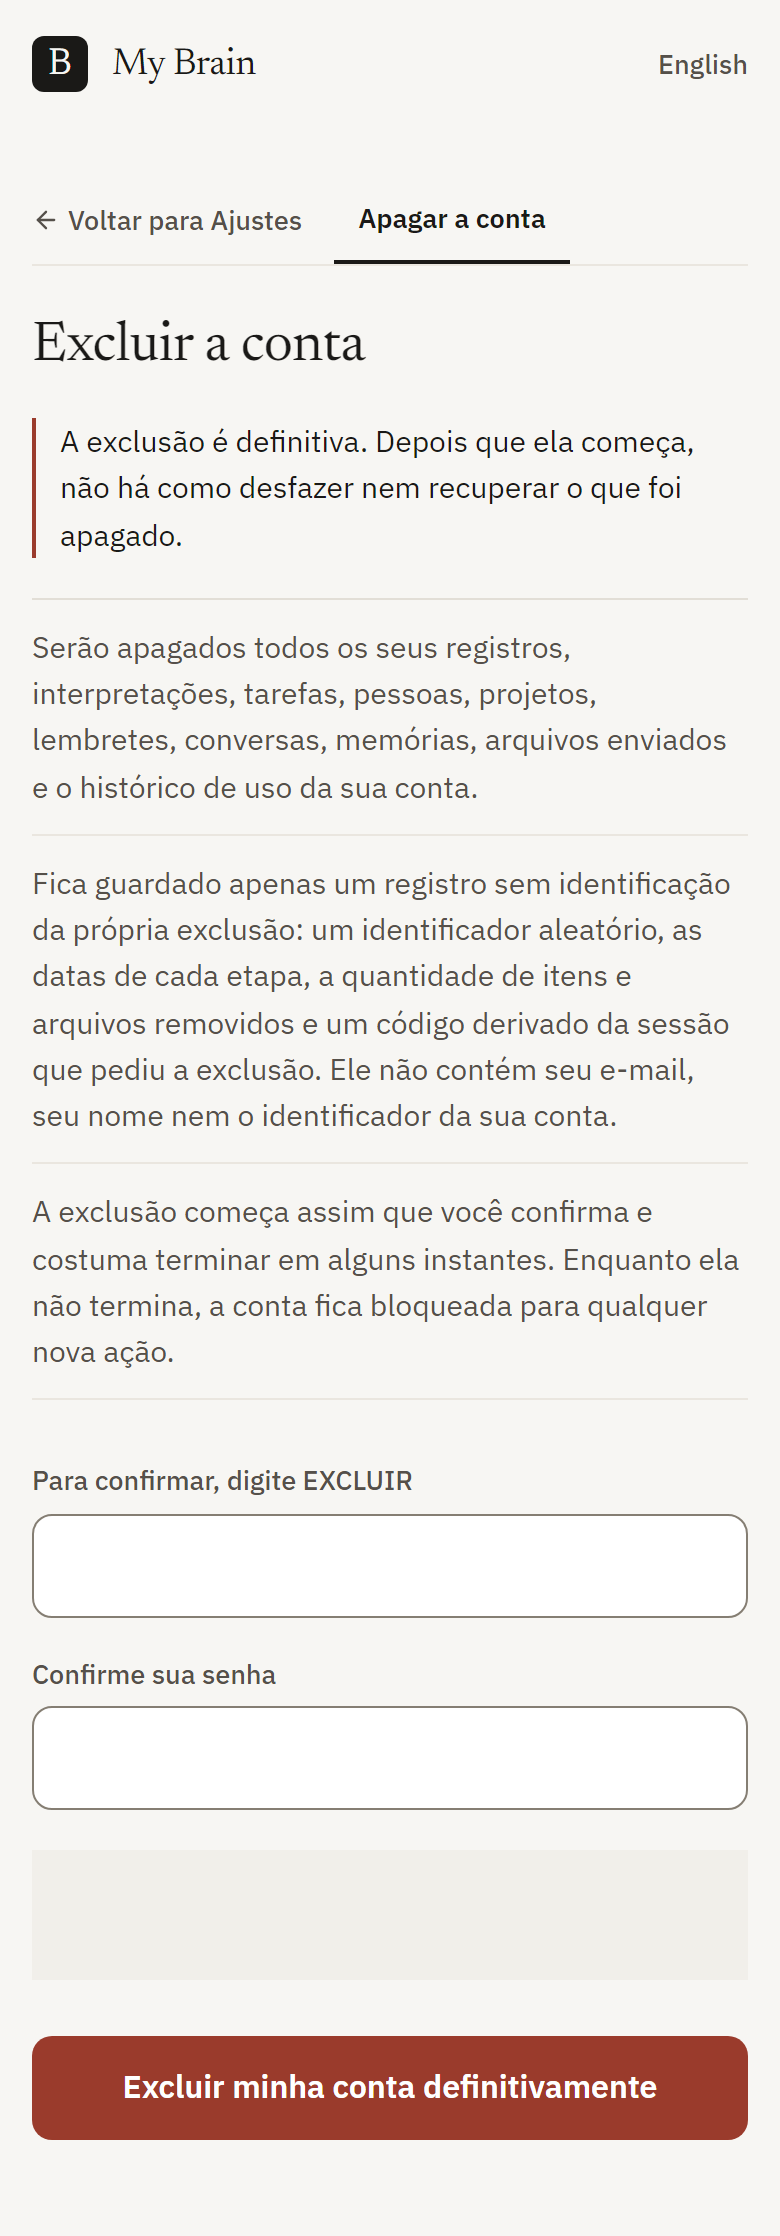 B My Brain English
← Voltar para Ajustes Apagar a conta
Excluir a conta
A exclusão é definitiva. Depois que ela começa,
não há como desfazer nem recuperar o que foi
apagado.
Serão apagados todos os seus registros,
interpretações, tarefas, pessoas, projetos,
lembretes, conversas, memórias, arquivos enviados
e o histórico de uso da sua conta.
Fica guardado apenas um registro sem identificação
da própria exclusão: um identificador aleatório, as
datas de cada etapa, a quantidade de itens e
arquivos removidos e um código derivado da sessão
que pediu a exclusão. Ele não contém seu e-mail,
seu nome nem o identificador da sua conta.
A exclusão começa assim que você confirma e
costuma terminar em alguns instantes. Enquanto ela
não termina, a conta fica bloqueada para qualquer
nova ação.
Para confirmar, digite EXCLUIR
Confirme sua senha
Excluir minha conta definitivamente